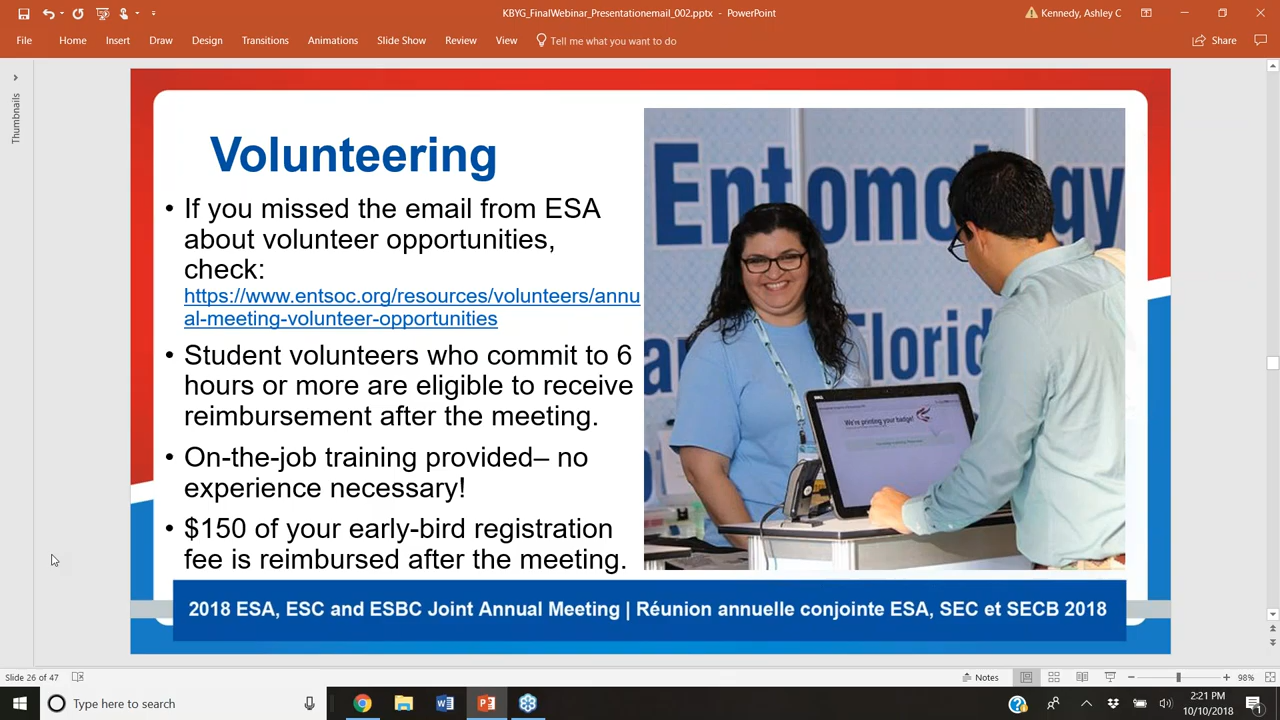 KBYG_FinalWebinar_Presentationemail_002.pptx - PowerPoint
Kennedy, Ashley C
File Home Insert Draw Design Transitions Animations Slide Show Review View Tell me what you want to do Share
Thumbnails
Volunteering
• If you missed the email from ESA
about volunteer opportunities,
check:
https://www.entsoc.org/resources/volunteers/annu
al-meeting-volunteer-opportunities
• Student volunteers who commit to 6
hours or more are eligible to receive
reimbursement after the meeting.
• On-the-job training provided– no
experience necessary!
• $150 of your early-bird registration
fee is reimbursed after the meeting.
Entomology
Florida
DELL
We're printing your badge!
2018 ESA, ESC and ESBC Joint Annual Meeting | Réunion annuelle conjointe ESA, SEC et SECB 2018
Slide 26 of 47
Notes
98%
Type here to search
2:21 PM
10/10/2018